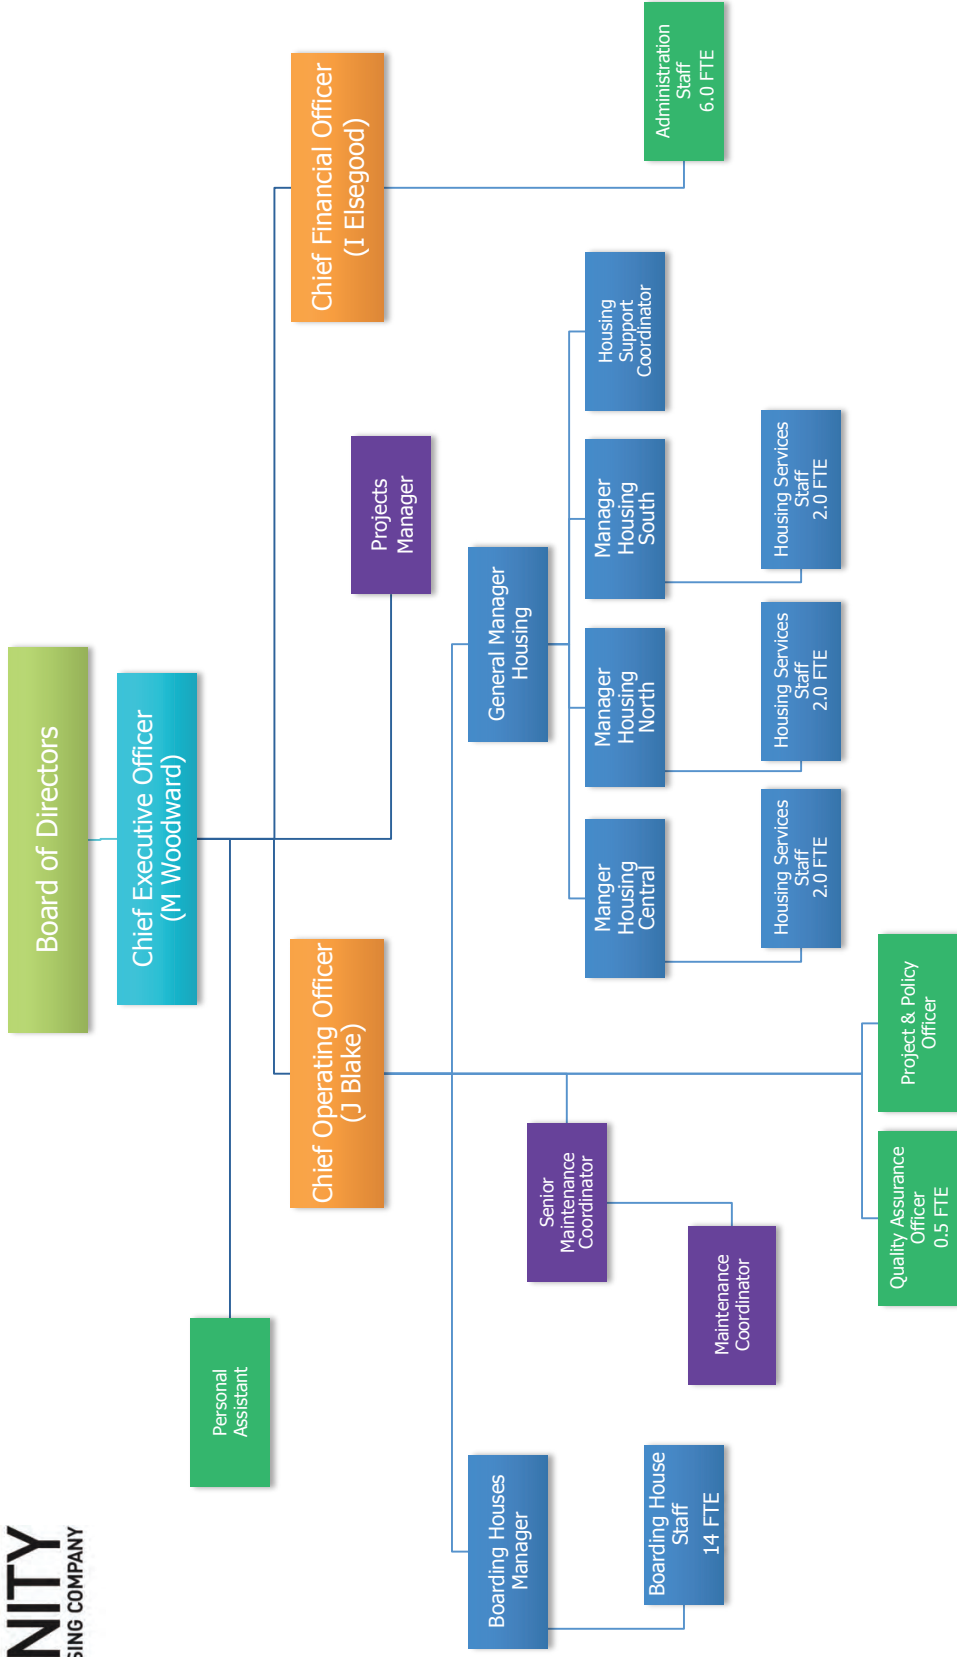 NITY
SING COMPANY
Board of Directors
Chief Executive Officer
(M Woodward)
Personal
Assistant
Projects
Manager
Chief Operating Officer
(J Blake)
Chief Financial Officer
(I Elsegood)
Boarding Houses
Manager
Boarding House
Staff
14 FTE
Senior
Maintenance
Coordinator
Maintenance
Coordinator
Quality Assurance
Officer
0.5 FTE
Project & Policy
Officer
General Manager
Housing
Manger
Housing
Central
Manager
Housing
North
Manager
Housing
South
Housing
Support
Coordinator
Housing Services
Staff
2.0 FTE
Housing Services
Staff
2.0 FTE
Housing Services
Staff
2.0 FTE
Administration
Staff
6.0 FTE